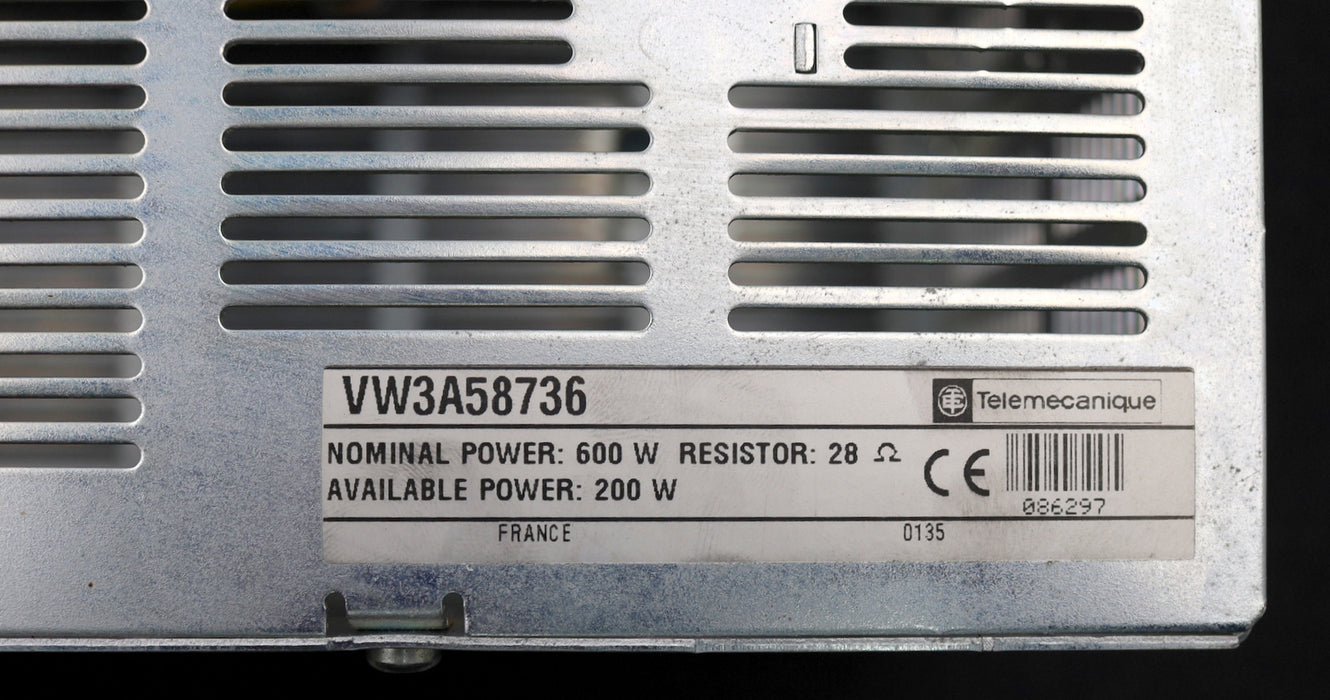 VW3A58736
Telemecanique
NOMINAL POWER: 600 W RESISTOR: 28 Ω
AVAILABLE POWER: 200 W
CE
086297
FRANCE 0135